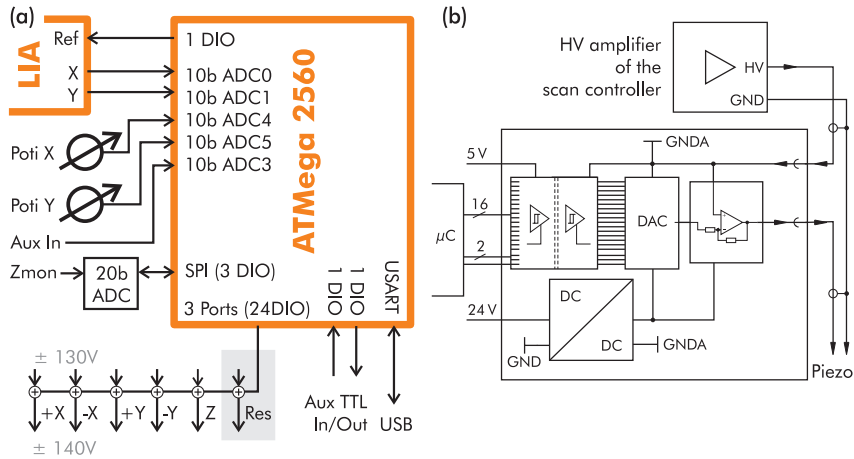 (a)
LIA
Ref
X
Y
1 DIO
10b ADC0
10b ADC1
10b ADC4
10b ADC5
10b ADC3
ATMega 2560
Poti X
Poti Y
Aux In
Zmon
20b
ADC
SPI (3 DIO)
3 Ports (24DIO)
1 DIO
1 DIO
USART
± 130V
+X
-X
+Y
-Y
Z
Res
± 140V
Aux TTL
In/Out
USB
(b)
HV amplifier
of the
scan controller
HV
GND
GNDA
5 V
16
µC
2
DAC
-
+
24 V
DC
DC
GND
GNDA
Piezo